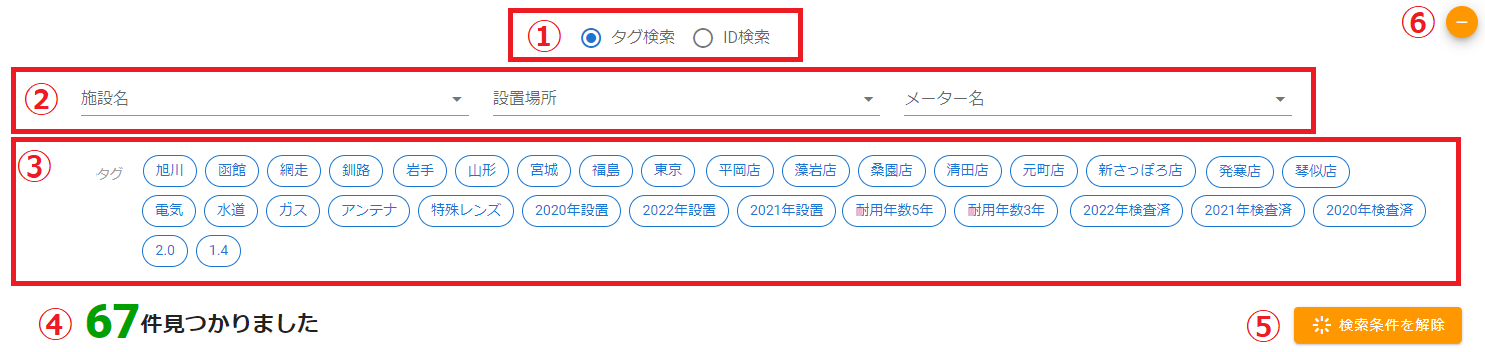 ① タグ検索 ID検索 ⑥
② 施設名 設置場所 メーター名
③ タグ 旭川 函館 網走 釧路 岩手 山形 宮城 福島 東京 平岡店 藻岩店 桑園店 清田店 元町店 新さっぽろ店 発寒店 琴似店
電気 水道 ガス アンテナ 特殊レンズ 2020年設置 2022年設置 2021年設置 耐用年数5年 耐用年数3年 2022年検査済 2021年検査済 2020年検査済
2.0 1.4
④ 67件見つかりました ⑤ 検索条件を解除